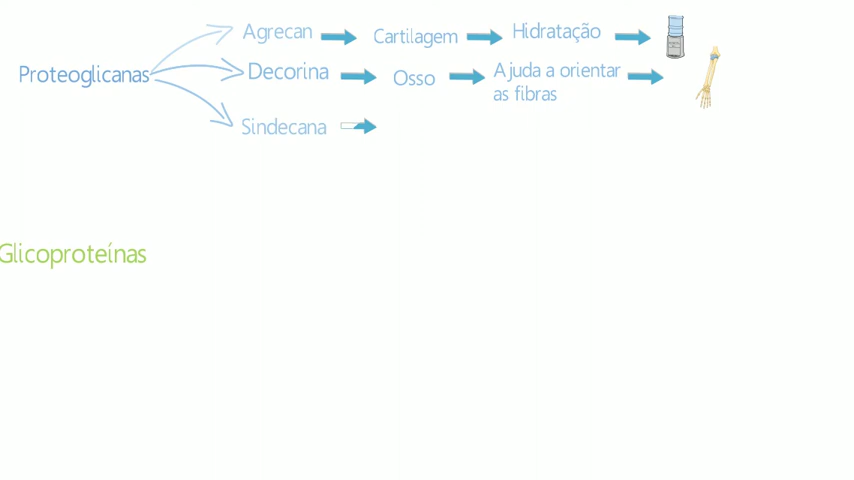 Proteoglicanas
Agrecan
Cartilagem
Hidratação
Decorina
Osso
Ajuda a orientar
as fibras
Sindecana
Glicoproteínas